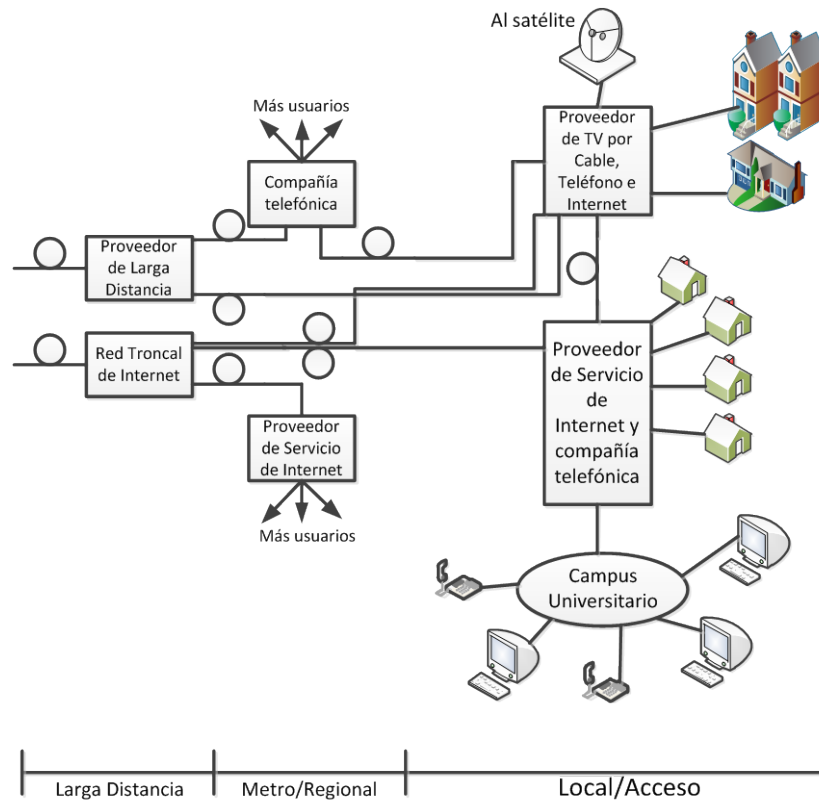 Al satélite
Proveedor
de TV por
Cable,
Teléfono e
Internet
Más usuarios
Compañía
telefónica
Proveedor
de Larga
Distancia
Red Troncal
de Internet
Proveedor
de Servicio
de Internet
Más usuarios
Proveedor
de Servicio
de
Internet y
compañía
telefónica
Campus
Universitario
Larga Distancia
Metro/Regional
Local/Acceso